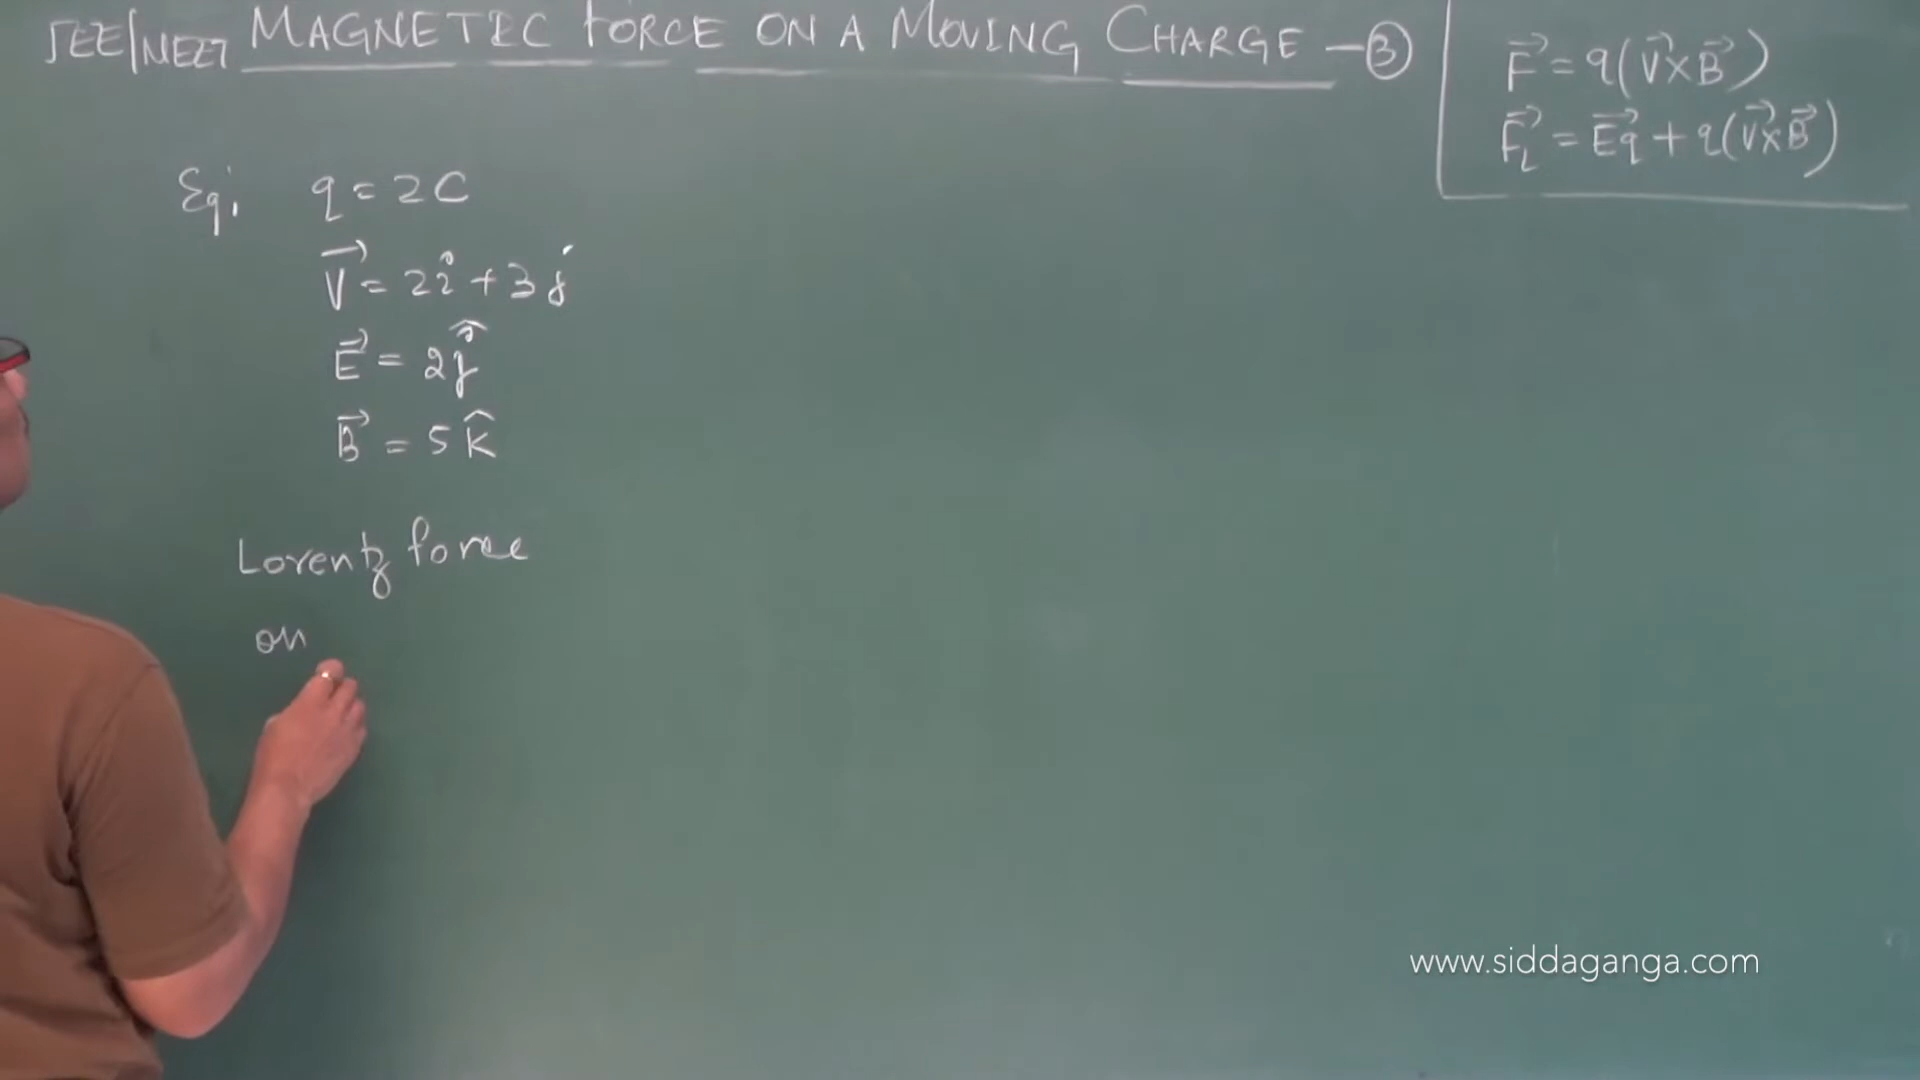 JEE/NEET MAGNETIC FORCE ON A MOVING CHARGE - ③
F⃗ = q(V⃗×B⃗)
F⃗L = E⃗q + q(V⃗×B⃗)
Eg; q = 2C
V⃗ = 2î + 3j
E⃗ = 2ĵ
B⃗ = 5k̂
Lorentz force
on
www.siddaganga.com